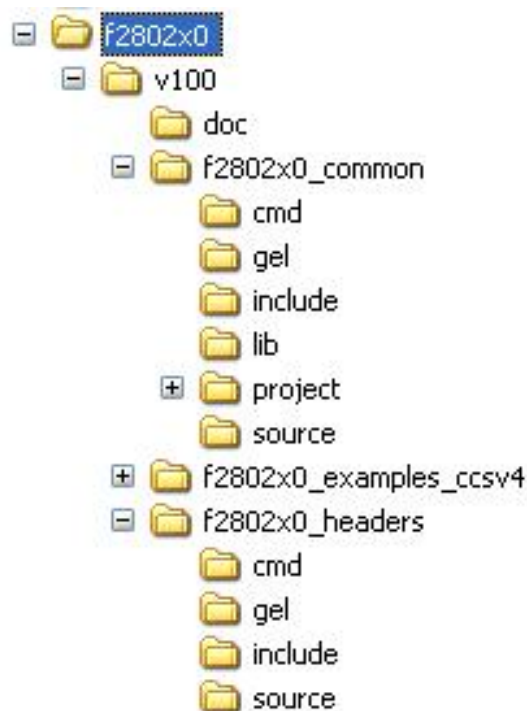 f2802x0
v100
doc
f2802x0_common
cmd
gel
include
lib
project
source
f2802x0_examples_ccsv4
f2802x0_headers
cmd
gel
include
source